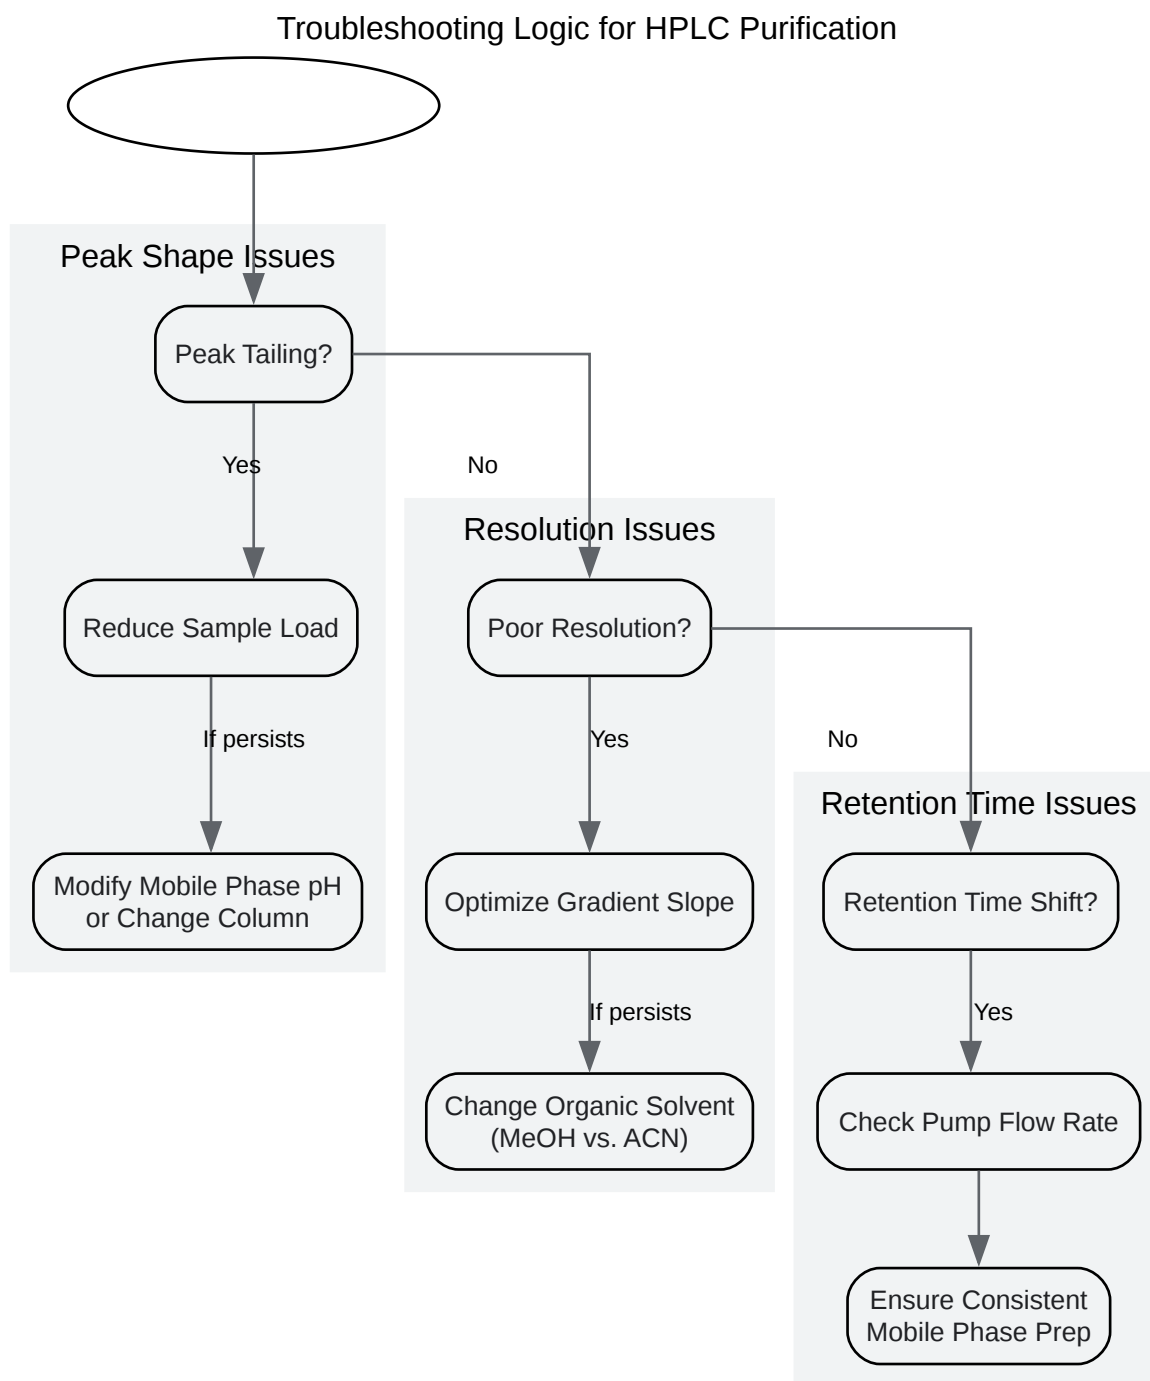 Troubleshooting Logic for HPLC Purification
Peak Shape Issues
Peak Tailing?
Yes
No
Reduce Sample Load
If persists
Modify Mobile Phase pH
or Change Column
Resolution Issues
Poor Resolution?
Yes
No
Optimize Gradient Slope
If persists
Change Organic Solvent
(MeOH vs. ACN)
Retention Time Issues
Retention Time Shift?
Yes
Check Pump Flow Rate
Ensure Consistent
Mobile Phase Prep